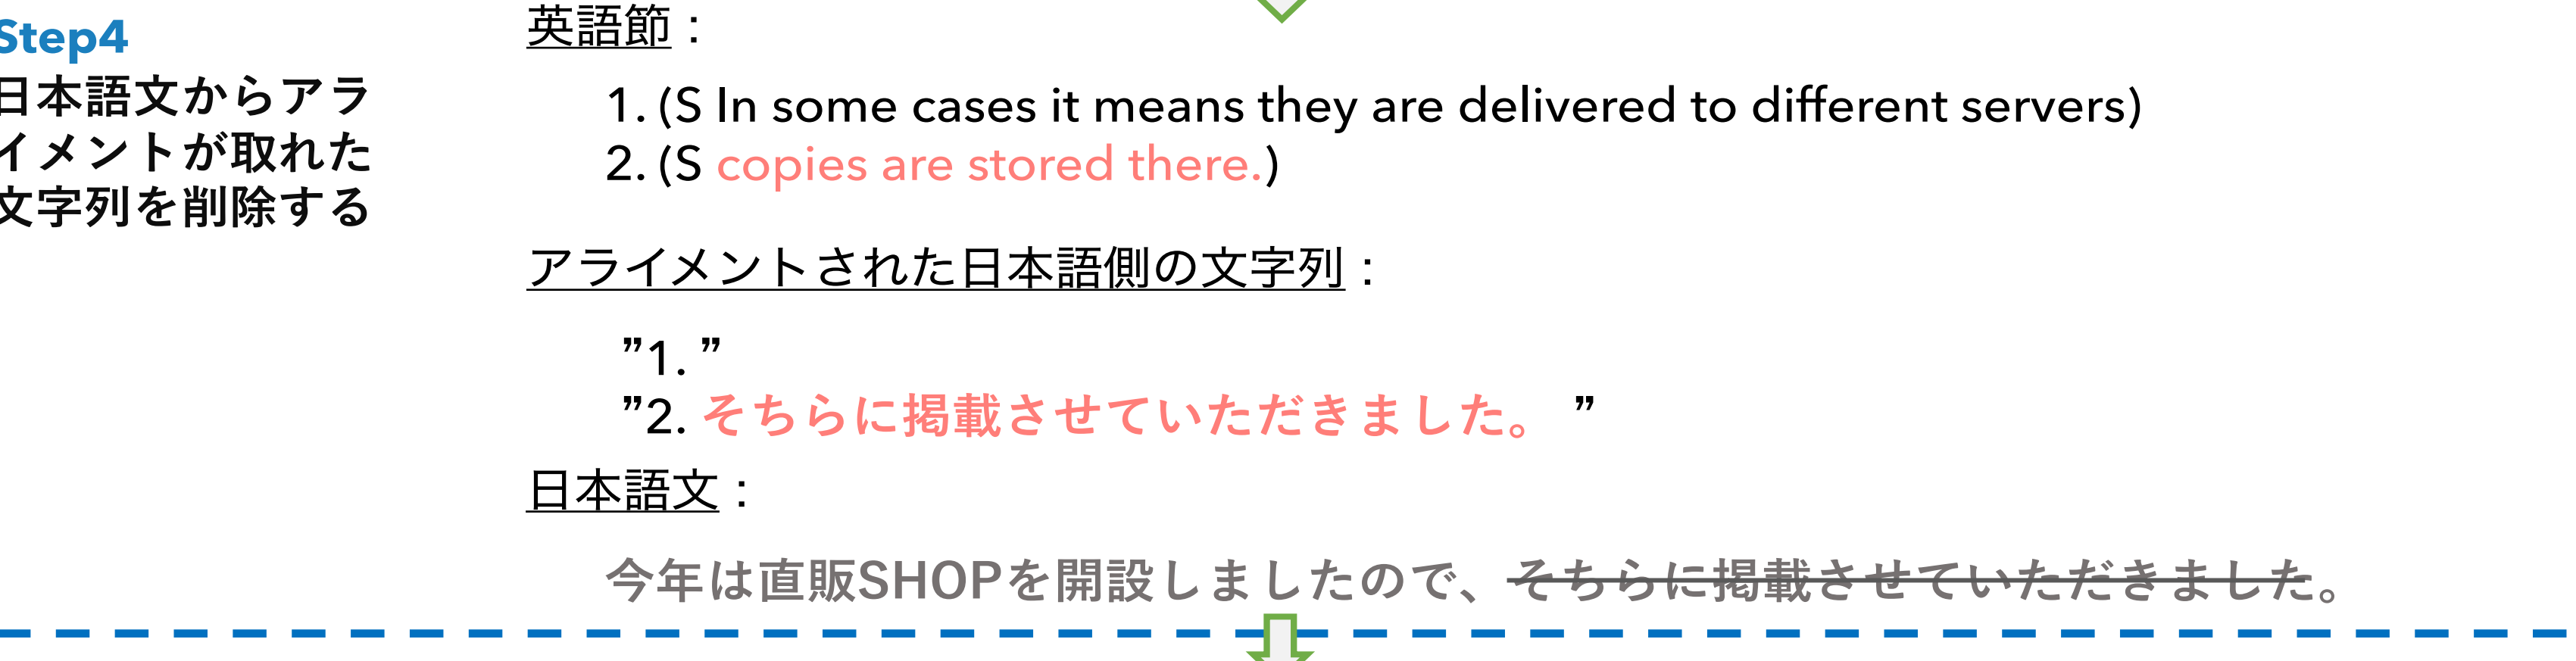 Step4
日本語文からアラ
イメントが取れた
文字列を削除する
英語節：
1. (S In some cases it means they are delivered to different servers)
2. (S copies are stored there.)
アライメントされた日本語側の文字列：
”1. ”
”2. そちらに掲載させていただきました。 ”
日本語文：
今年は直販SHOPを開設しましたので、そちらに掲載させていただきました。